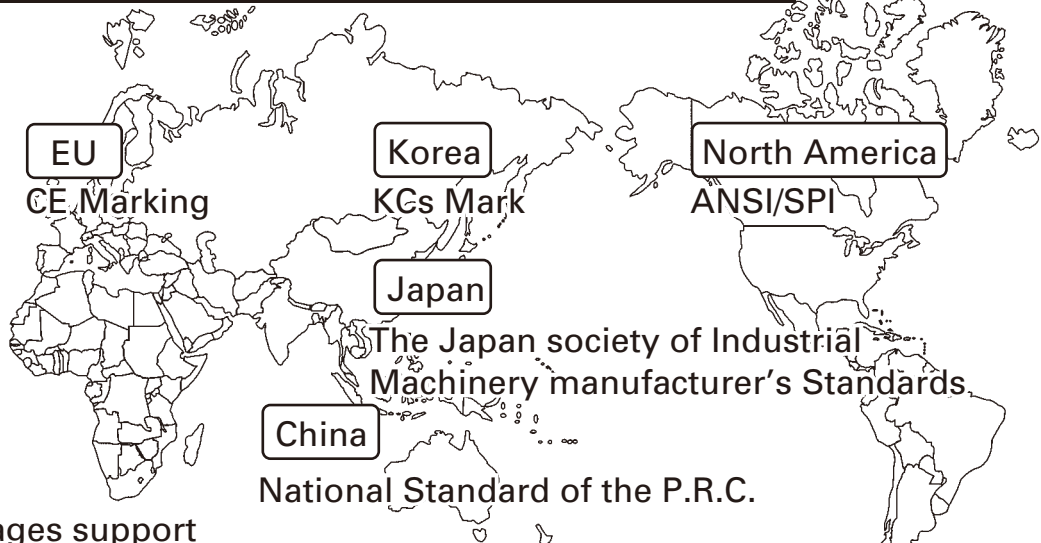 EU
CE Marking
Korea
KCs Mark
North America
ANSI/SPI
Japan
The Japan society of Industrial
Machinery manufacturer's Standards
China
National Standard of the P.R.C.
support